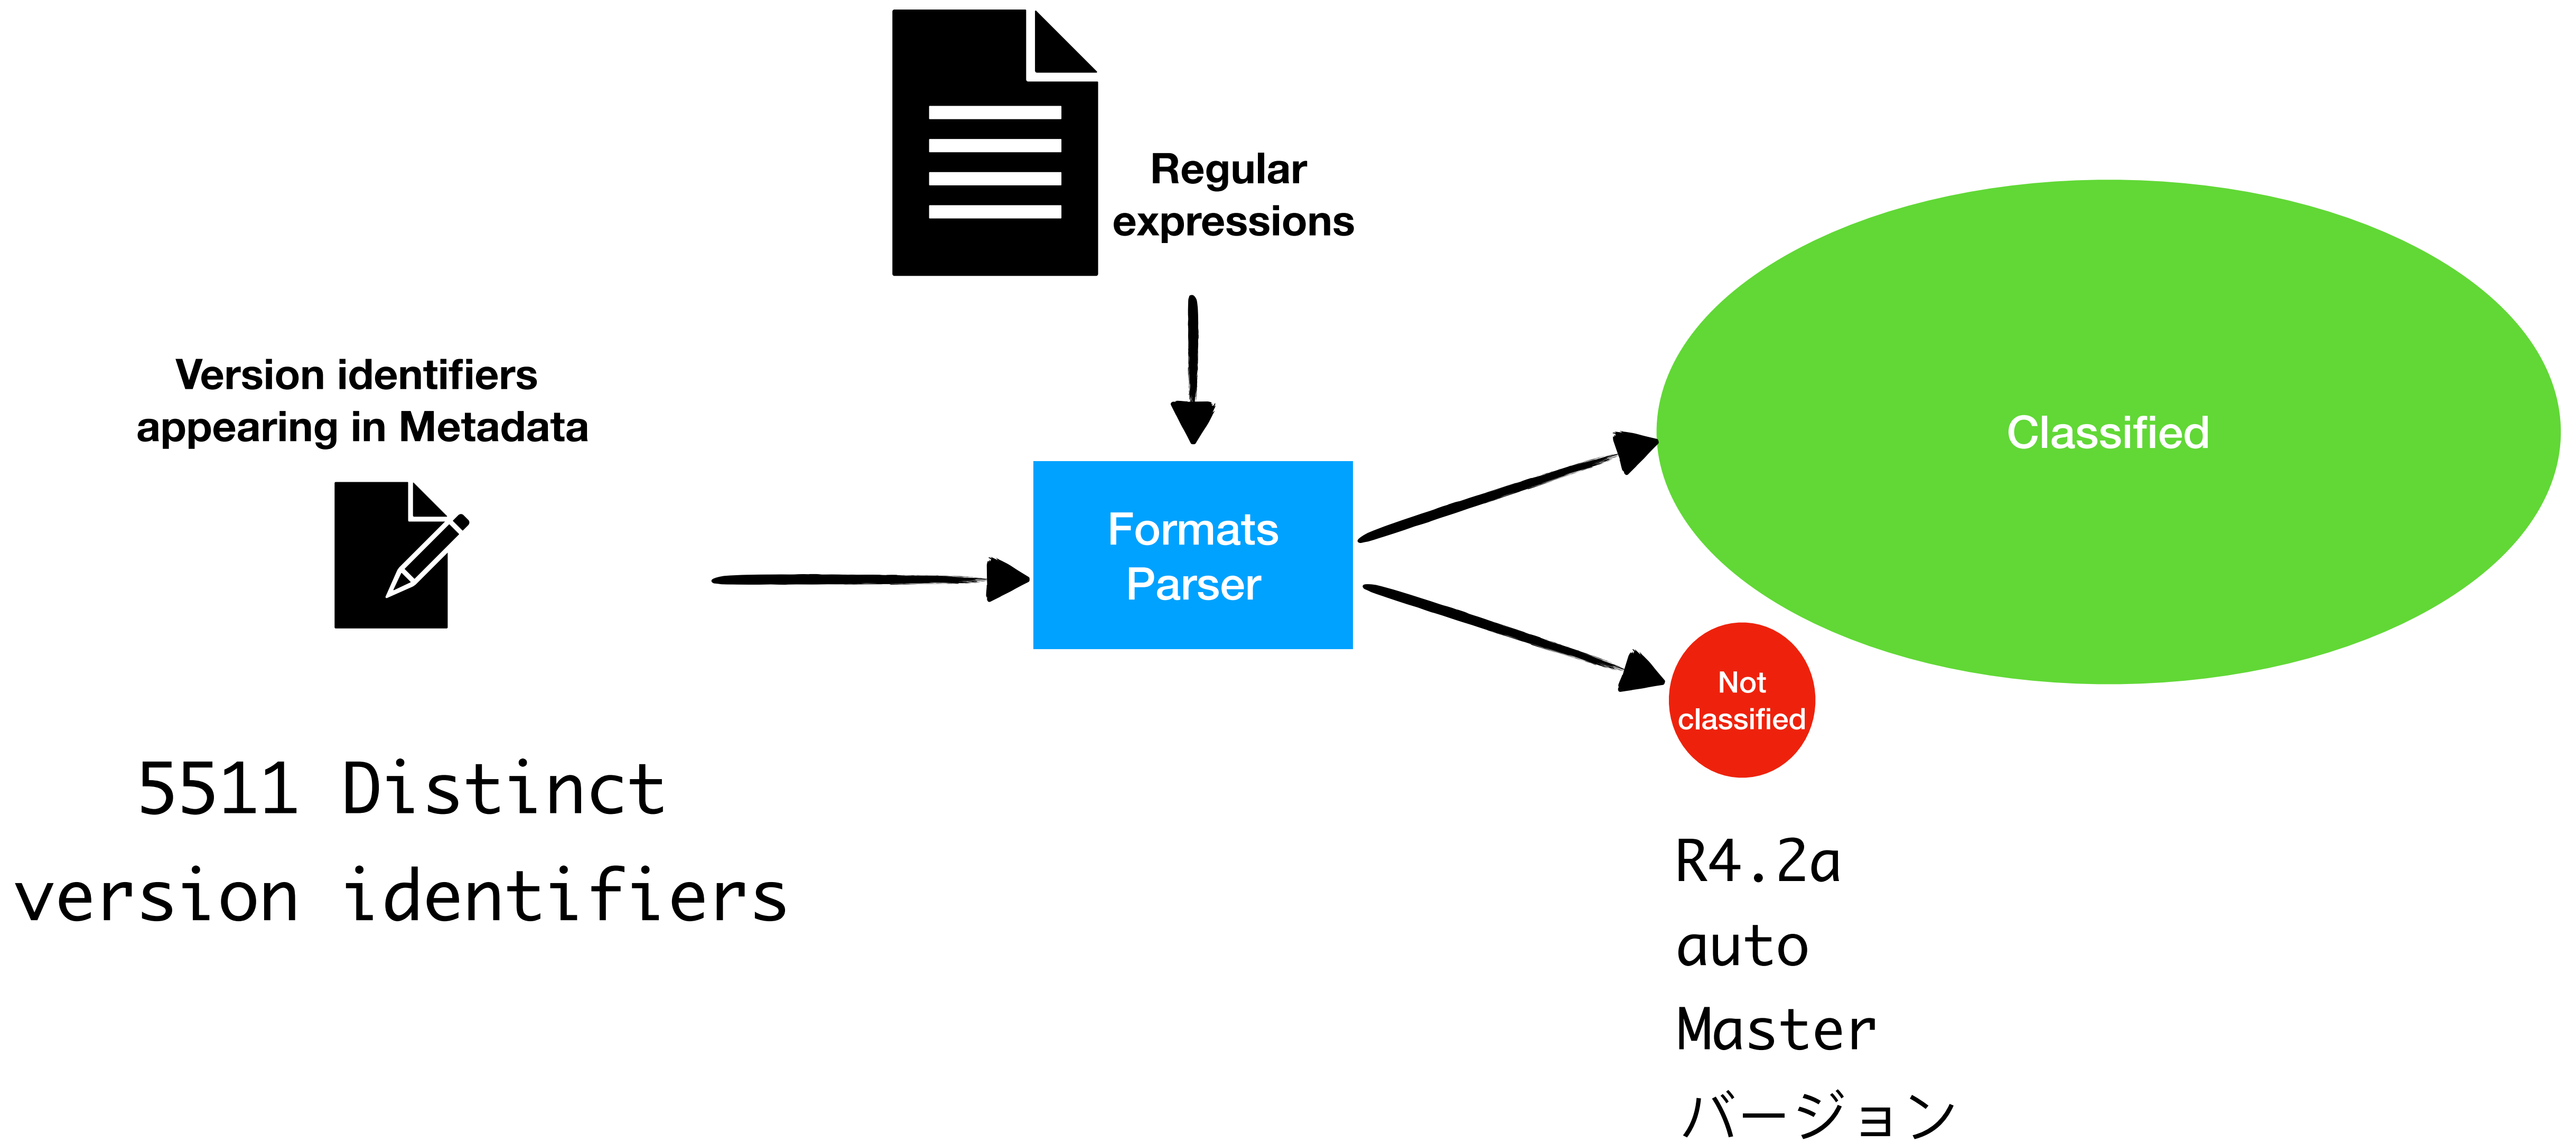 Regular
expressions
Version identifiers
appearing in Metadata
Formats
Parser
Classified
Not
classified
5511 Distinct
version identifiers
R4.2a
auto
Master
バージョン